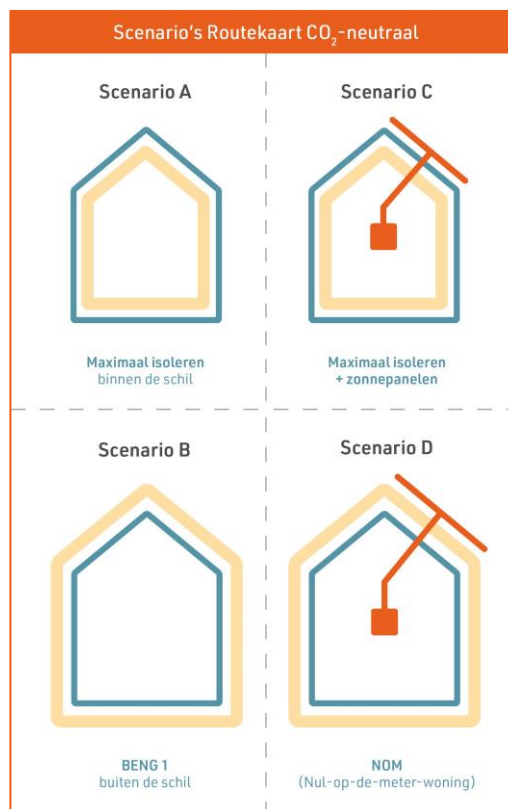 Scenario's Routekaart CO₂-neutraal
Scenario A
Maximaal isoleren
binnen de schil
Scenario C
Maximaal isoleren
+ zonnepanelen
Scenario B
BENG 1
buiten de schil
Scenario D
NOM
(Nul-op-de-meter-woning)